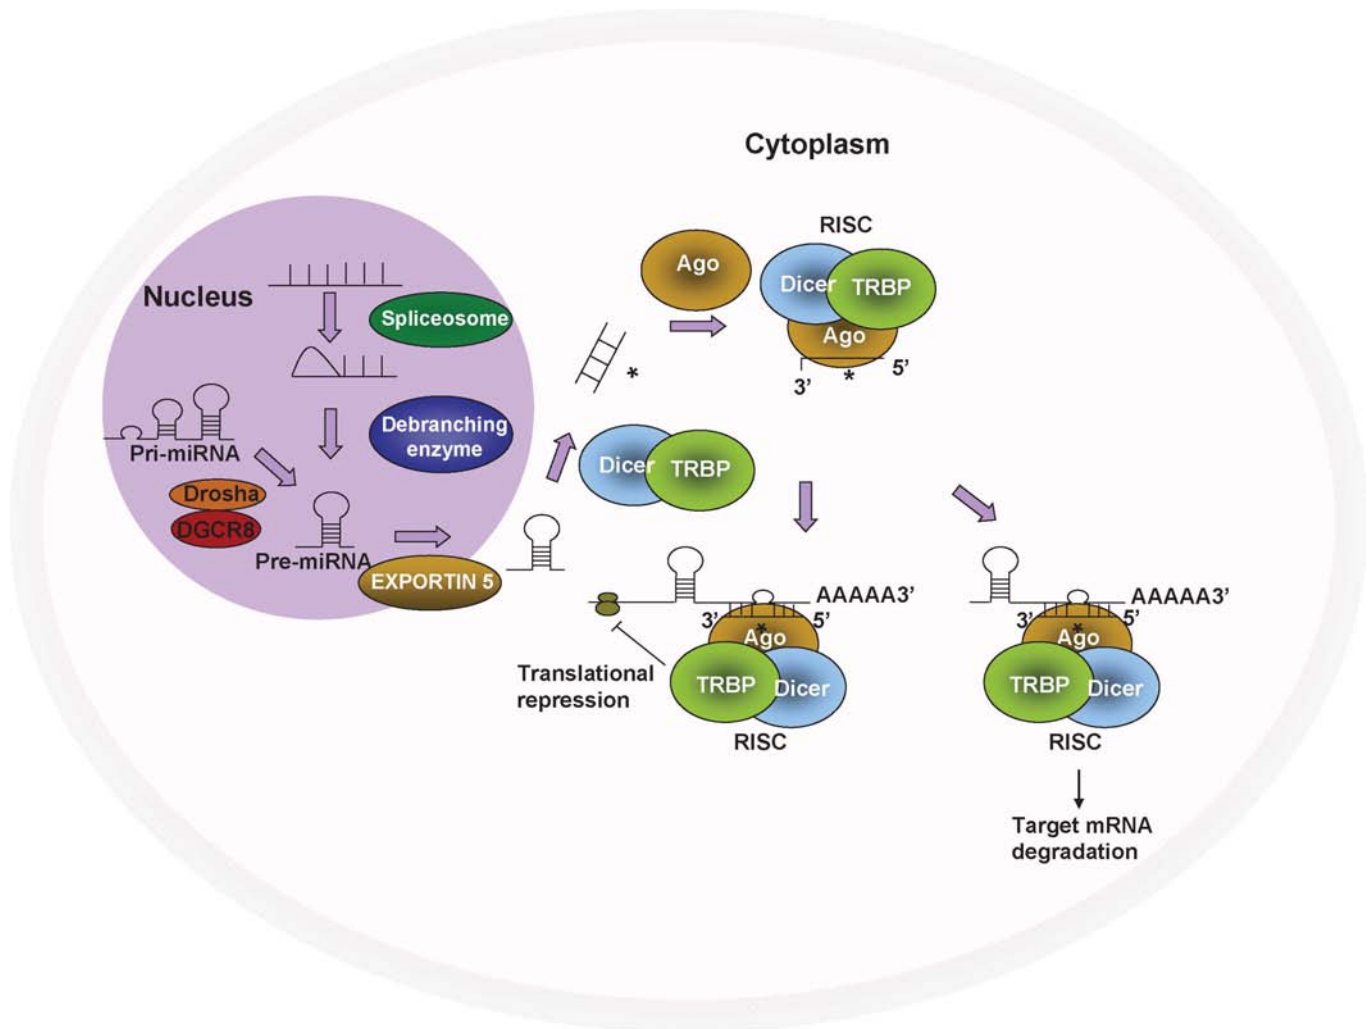 Cytoplasm
RISC
Ago
Dicer
TRBP
Ago
3’
*
5’
Nucleus
Spliceosome
*
Debranching
enzyme
Pri-miRNA
Drosha
DGCR8
Pre-miRNA
EXPORTIN 5
Dicer
TRBP
AAAAA3’
3’
*
5’
Ago
TRBP
Dicer
RISC
Translational
repression
AAAAA3’
3’
*
5’
Ago
TRBP
Dicer
RISC
Target mRNA
degradation